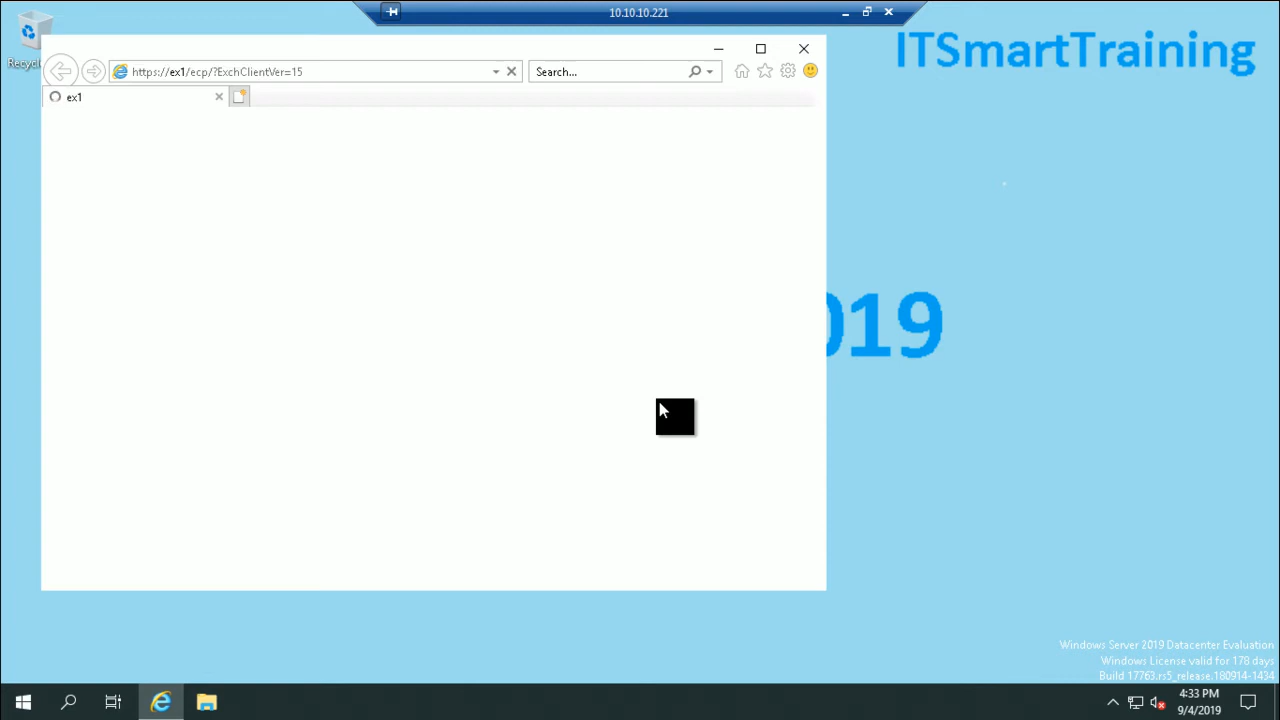 10.10.10.221
ITSmartTraining
https://ex1/ecp/?ExchClientVer=15
Search...
ex1
019
Windows Server 2019 Datacenter Evaluation
Windows License valid for 178 days
Build 17763.rs5_release.180914-1434
4:33 PM
9/4/2019